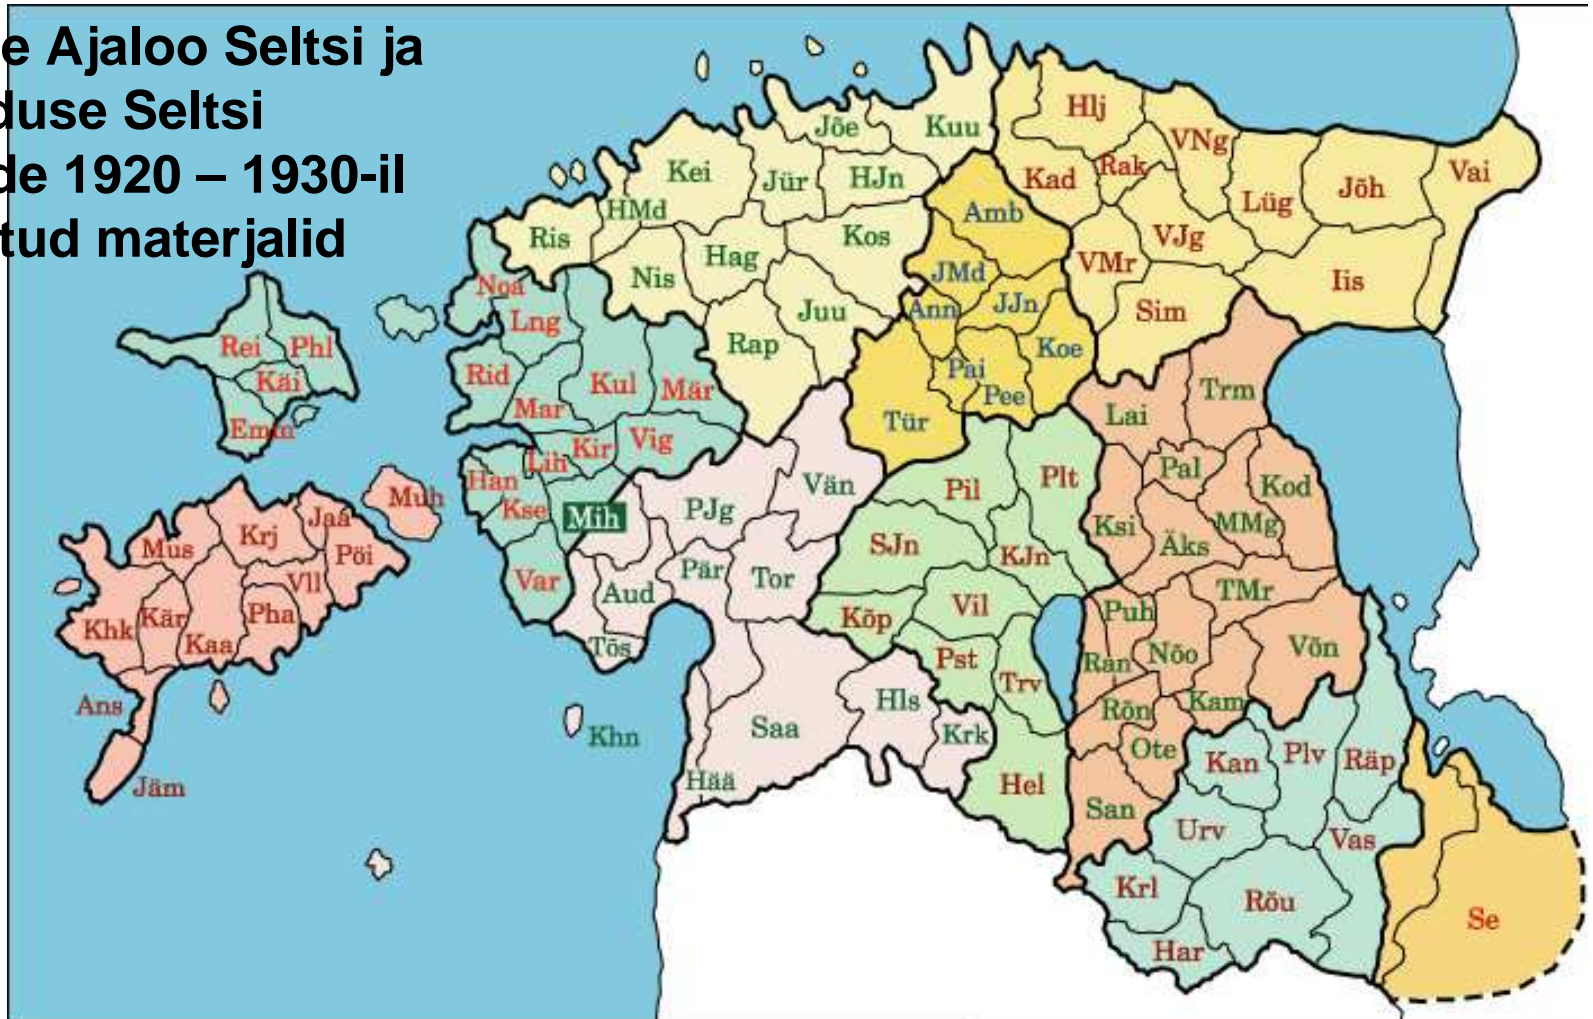 e Ajaloo Seltsi ja
duse Seltsi
de 1920 – 1930-il
tud materjalid
Jõe
Kuu
Hlj
VNg
Kei
Jür
HJn
Kad
Rak
Lüg
Jõh
Vai
HMd
Ris
Amb
Nis
Hag
Kos
VJg
VMr
Iis
Noa
Lng
JMd
Ann
JJn
Sim
Juu
Rap
Koe
Rei
Phl
Käi
Emm
Rid
Mar
Kul
Mär
Pai
Pee
Tür
Lai
Trm
Kir
Vig
Lih
Han
Kse
Mih
PJg
Vän
Pil
Plt
Pal
Kod
Muh
Jaa
Krj
Mus
Pöi
SJn
KJn
Ksi
Äks
MMg
Vll
Var
Aud
Pär
Tor
TMr
Khk
Kär
Kaa
Pha
Tõs
Kõp
Vil
Puh
Nõo
Võn
Ran
Pst
Trv
Ans
Khn
Saa
Hls
Krk
Rõn
Kam
Ote
Jäm
Hää
Hel
San
Kan
Plv
Räp
Urv
Vas
Krl
Rõu
Har
Se